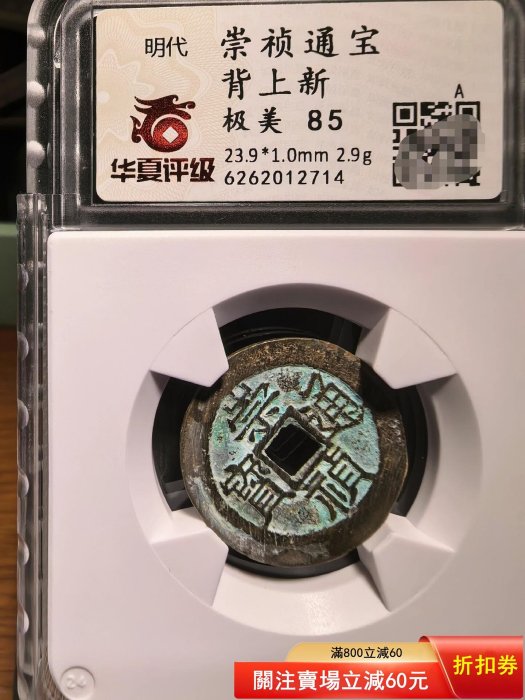 明代
崇祯通宝
背上新
极美 85
23.9*1.0mm 2.9g
6262012714
A
华夏评级
崇禎通寶
24
滿800立減60
關注賣場立減60元
折扣券